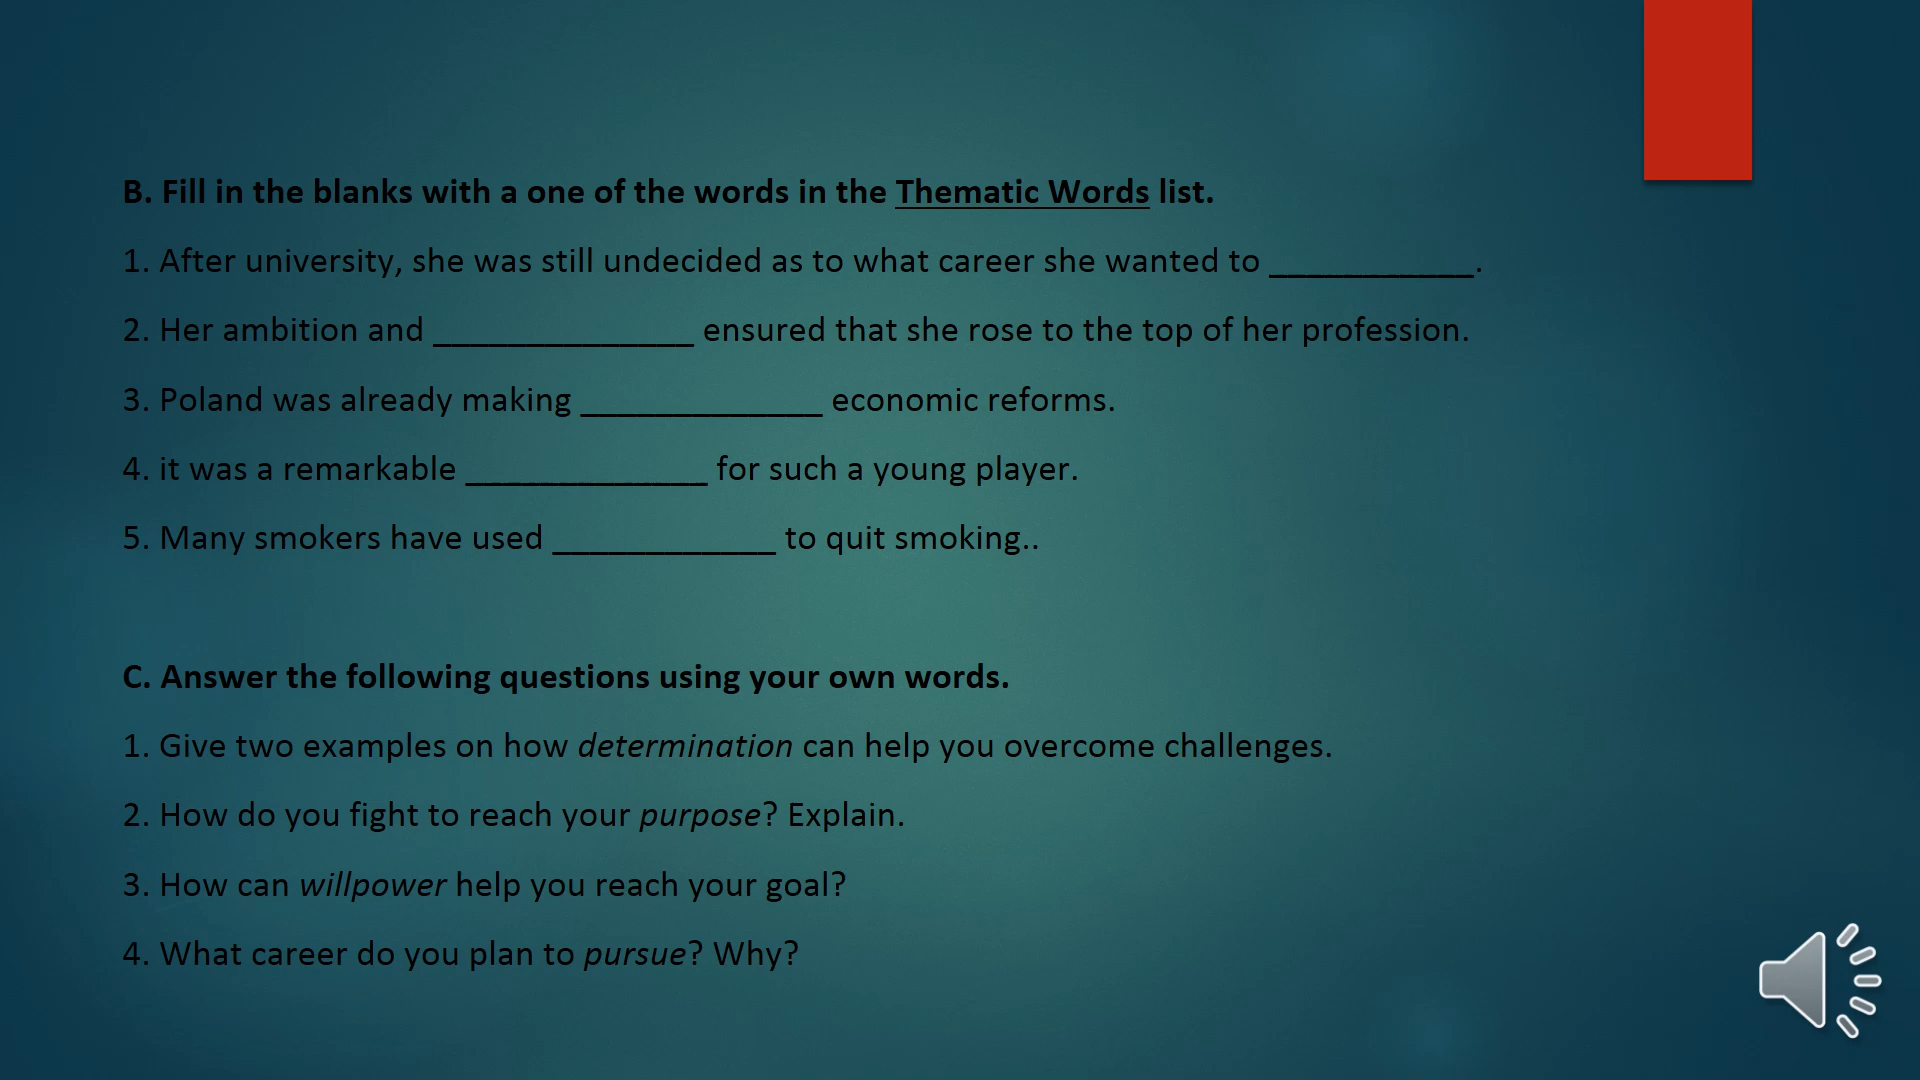 B. Fill in the blanks with a one of the words in the Thematic Words list.
1. After university, she was still undecided as to what career she wanted to ___________.
2. Her ambition and ______________ ensured that she rose to the top of her profession.
3. Poland was already making _____________ economic reforms.
4. it was a remarkable _____________ for such a young player.
5. Many smokers have used ____________ to quit smoking..
C. Answer the following questions using your own words.
1. Give two examples on how determination can help you overcome challenges.
2. How do you fight to reach your purpose? Explain.
3. How can willpower help you reach your goal?
4. What career do you plan to pursue? Why?